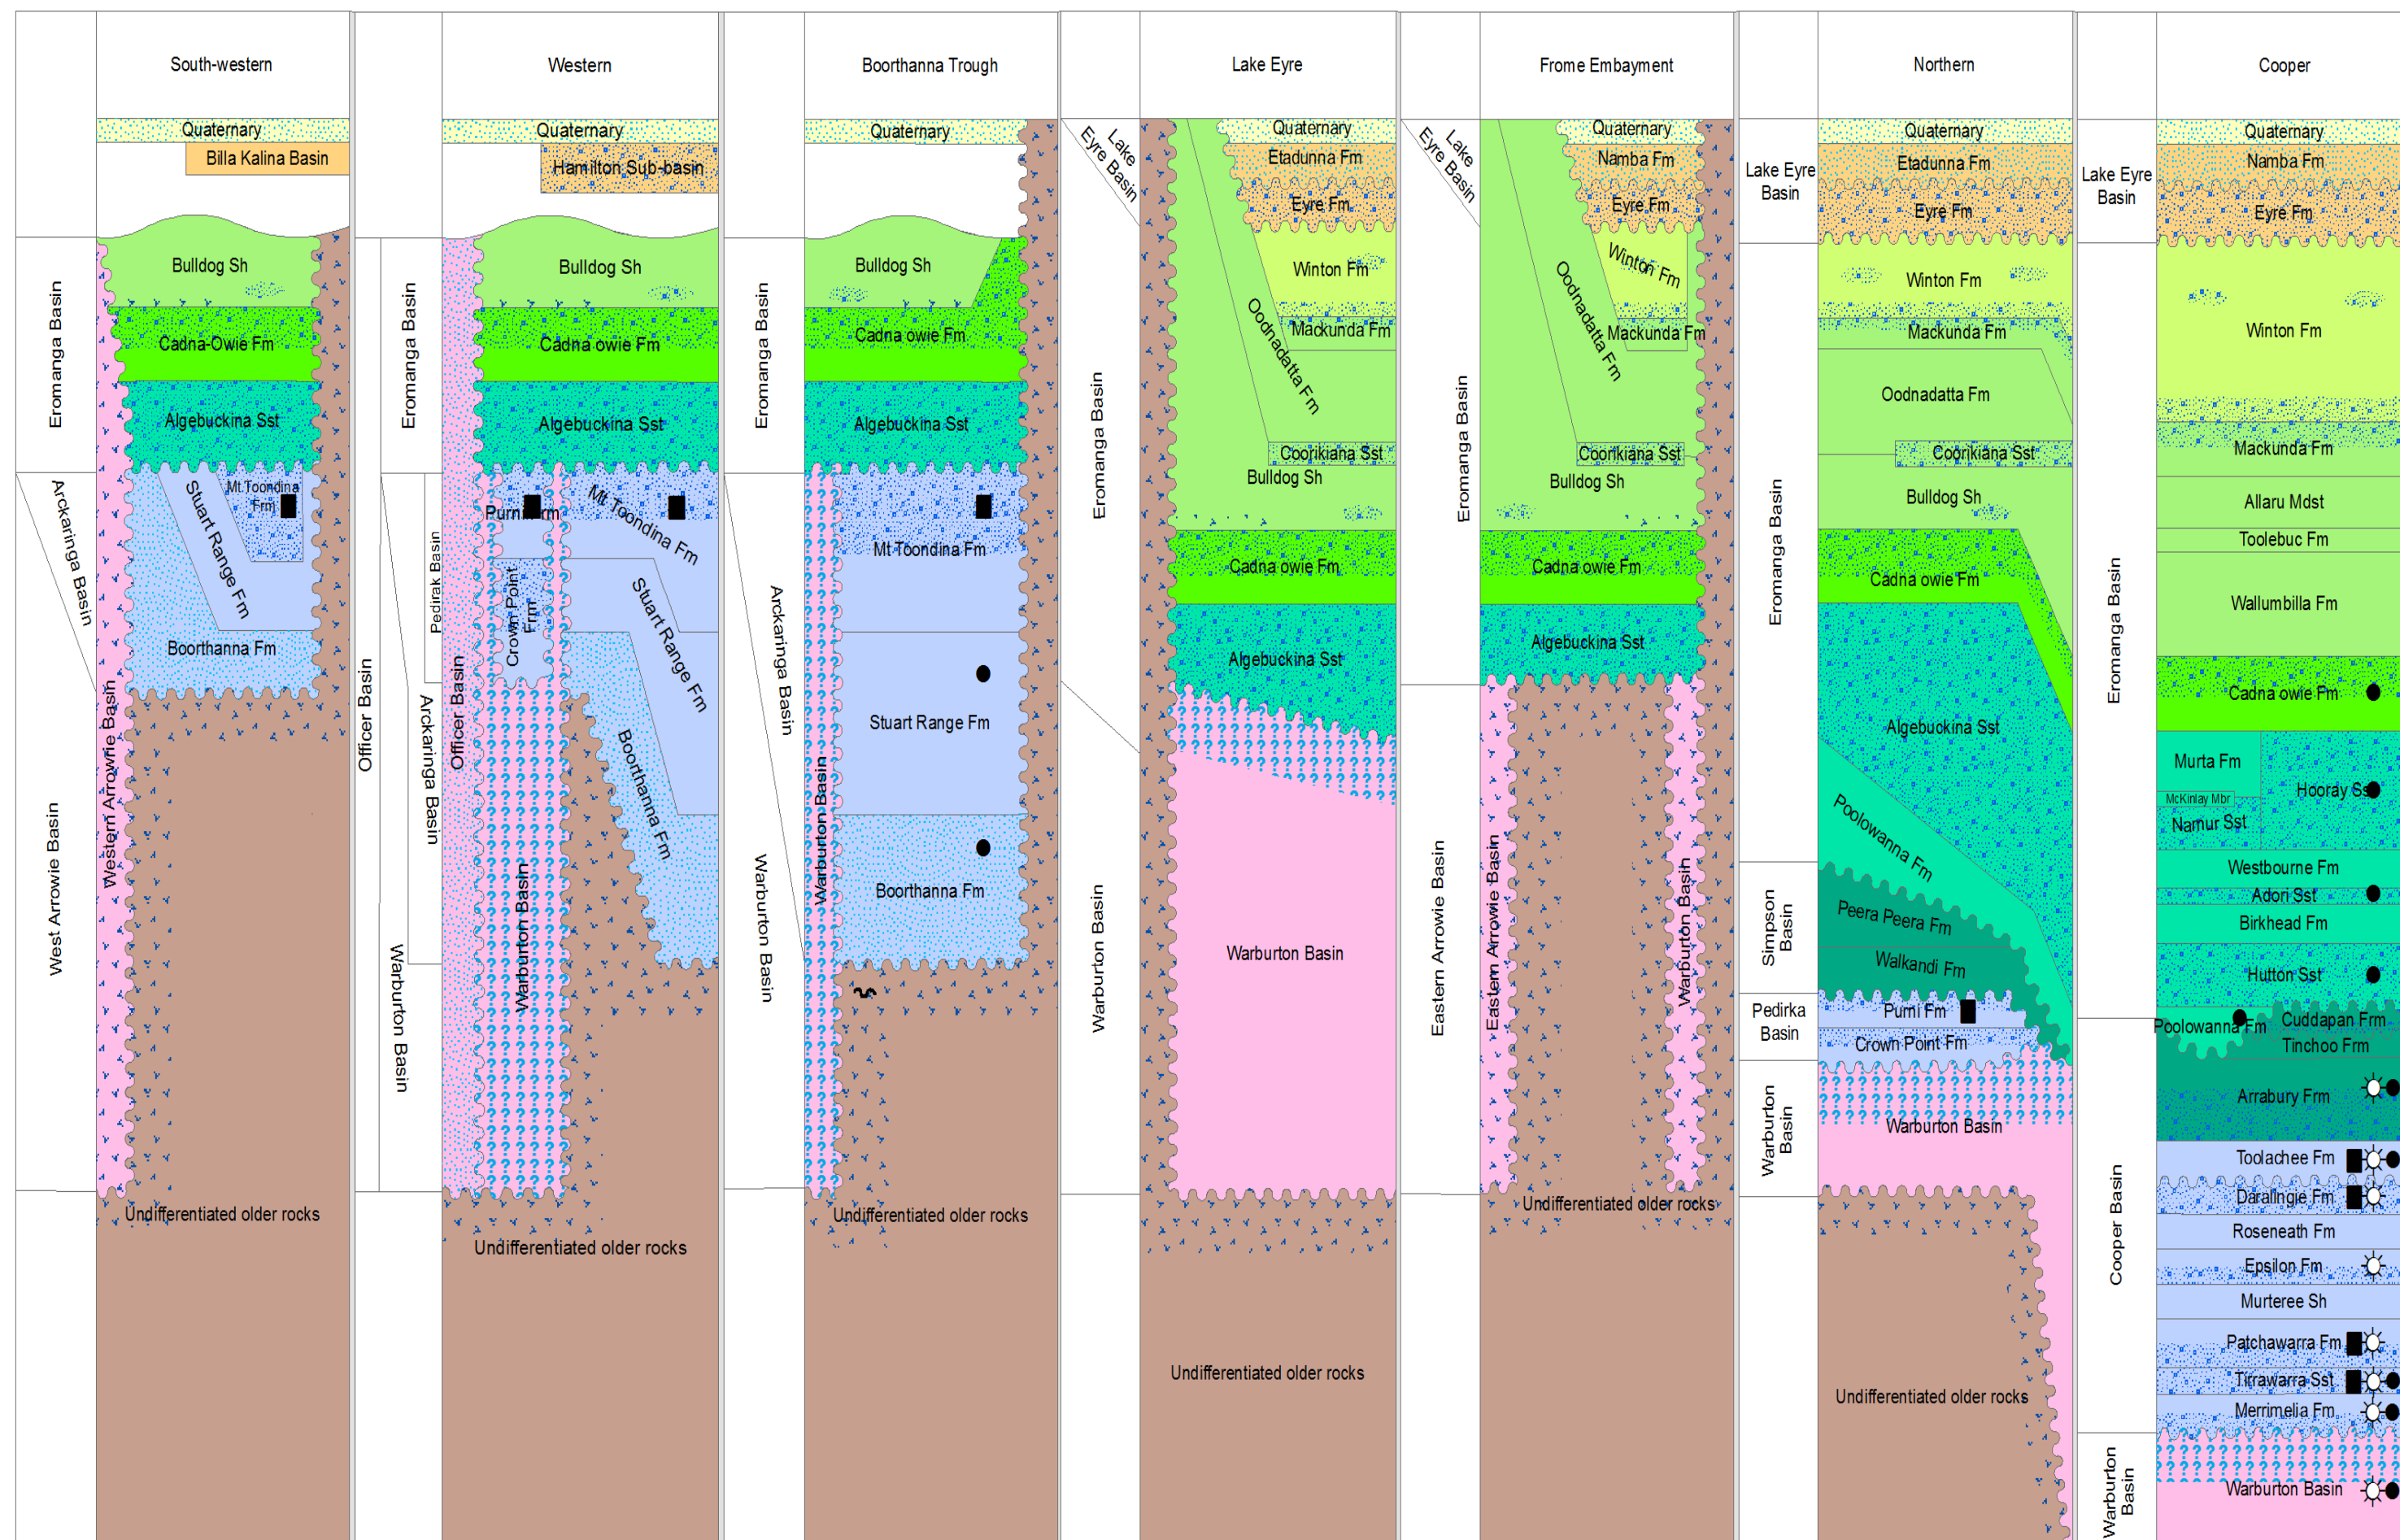 South-western
Quaternary
Billa Kalina Basin
Eromanga Basin
Bulldog Sh
Cadna-Owie Fm
Algebuckina Sst
Arckaringa Basin
Stuart Range Fm
Mt Toondina
Frm
Boorthanna Fm
West Arrowie Basin
Western Arrowie Basin
Undifferentiated older rocks
Western
Quaternary
Hamilton Sub-basin
Officer Basin
Eromanga Basin
Bulldog Sh
Cadna owie Fm
Algebuckina Sst
Pedirak Basin
Arckaringa Basin
Warburton Basin
Officer Basin
Purni Frm
Mt Toondina Fm
Crown Point
Frm
Stuart Range Fm
Boorthanna Fm
Warburton Basin
Undifferentiated older rocks
Boorthanna Trough
Quaternary
Eromanga Basin
Bulldog Sh
Cadna owie Fm
Algebuckina Sst
Arckaringa Basin
Warburton Basin
Warburton Basin
Mt Toondina Fm
Stuart Range Fm
Boorthanna Fm
Undifferentiated older rocks
Lake Eyre
Lake
Eyre Basin
Quaternary
Etadunna Fm
Eyre Fm
Winton Fm
Mackunda Fm
Oodnadatta Fm
Coorikiana Sst
Bulldog Sh
Eromanga Basin
Cadna owie Fm
Algebuckina Sst
Warburton Basin
Warburton Basin
Undifferentiated older rocks
Frome Embayment
Lake
Eyre Basin
Quaternary
Namba Fm
Eyre Fm
Winton Fm
Mackunda Fm
Oodnadatta Fm
Coorikiana Sst
Bulldog Sh
Eromanga Basin
Cadna owie Fm
Algebuckina Sst
Eastern Arrowie Basin
Eastern Arrowie Basin
Warburton Basin
Undifferentiated older rocks
Northern
Lake Eyre
Basin
Quaternary
Etadunna Fm
Eyre Fm
Eromanga Basin
Winton Fm
Mackunda Fm
Oodnadatta Fm
Coorikiana Sst
Bulldog Sh
Cadna owie Fm
Algebuckina Sst
Poolowanna Fm
Simpson
Basin
Peera Peera Fm
Walkandi Fm
Pedirka
Basin
Purni Fm
Crown Point Fm
Warburton
Basin
Warburton Basin
Undifferentiated older rocks
Cooper
Lake Eyre
Basin
Quaternary
Namba Fm
Eyre Fm
Eromanga Basin
Winton Fm
Mackunda Fm
Allaru Mdst
Toolebuc Fm
Wallumbilla Fm
Cadna owie Fm
Murta Fm
McKinlay Mbr
Namur Sst
Hooray Sst
Westbourne Fm
Adori Sst
Birkhead Fm
Hutton Sst
Poolowanna Fm
Cuddapan Frm
Tinchoo Frm
Arrabury Frm
Cooper Basin
Toolachee Fm
Daralingie Fm
Roseneath Fm
Epsilon Fm
Murteree Sh
Patchawarra Fm
Tirrawarra Sst
Merrimelia Fm
Warburton
Basin
Warburton Basin